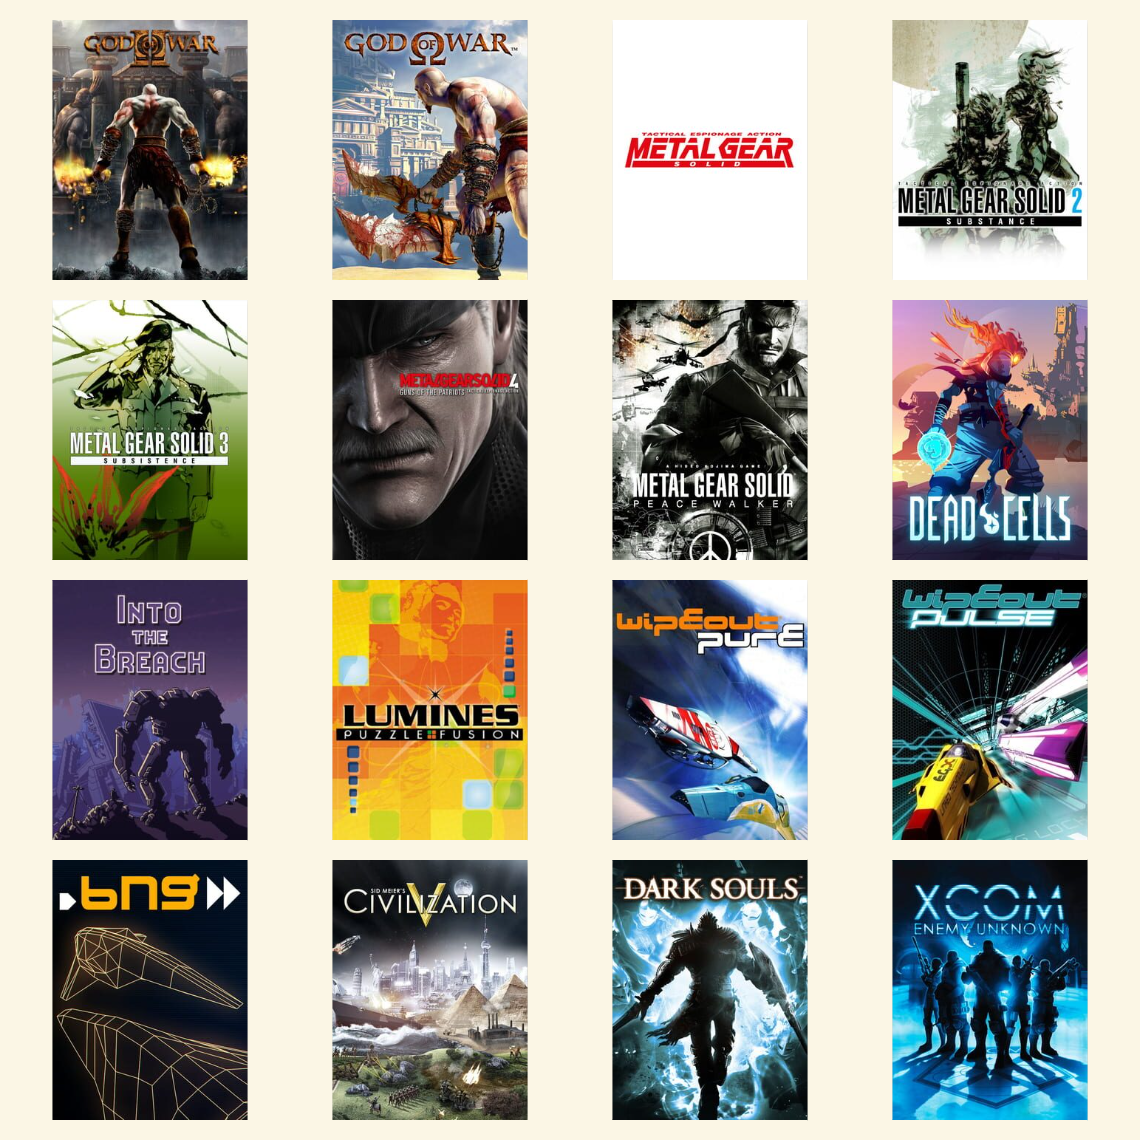 GOD OF WAR
II
GOD OF WAR™
TACTICAL ESPIONAGE ACTION
METAL GEAR
SOLID
METAL GEAR SOLID 2
SUBSTANCE
METAL GEAR SOLID 3
SUBSISTENCE
METAL GEAR SOLID 4
GUNS OF THE PATRIOTS
A HIDEO KOJIMA GAME
METAL GEAR SOLID
PEACE WALKER
DEAD CELLS
INTO
THE
BREACH
LUMINES
PUZZLE FUSION
wipEout
purE
wipEout
PULSE
bng
SID MEIER'S
CIVILIZATION
V
DARK SOULS
XCOM
ENEMY UNKNOWN